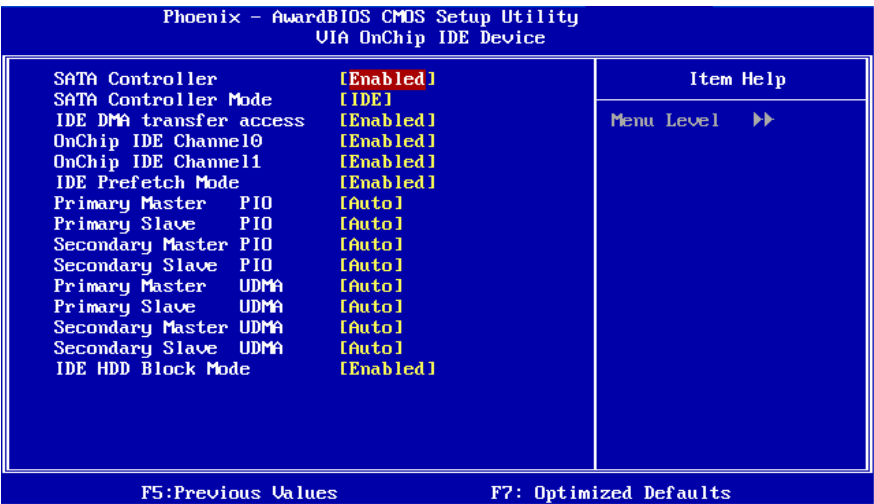 Phoenix - AwardBIOS CMOS Setup Utility
VIA OnChip IDE Device
SATA Controller [Enabled]
SATA Controller Mode [IDE]
IDE DMA transfer access [Enabled]
OnChip IDE Channel0 [Enabled]
OnChip IDE Channel1 [Enabled]
IDE Prefetch Mode [Enabled]
Primary Master PIO [Auto]
Primary Slave PIO [Auto]
Secondary Master PIO [Auto]
Secondary Slave PIO [Auto]
Primary Master UDMA [Auto]
Primary Slave UDMA [Auto]
Secondary Master UDMA [Auto]
Secondary Slave UDMA [Auto]
IDE HDD Block Mode [Enabled]
Item Help
Menu Level ▶▶
F5:Previous Values F7: Optimized Defaults